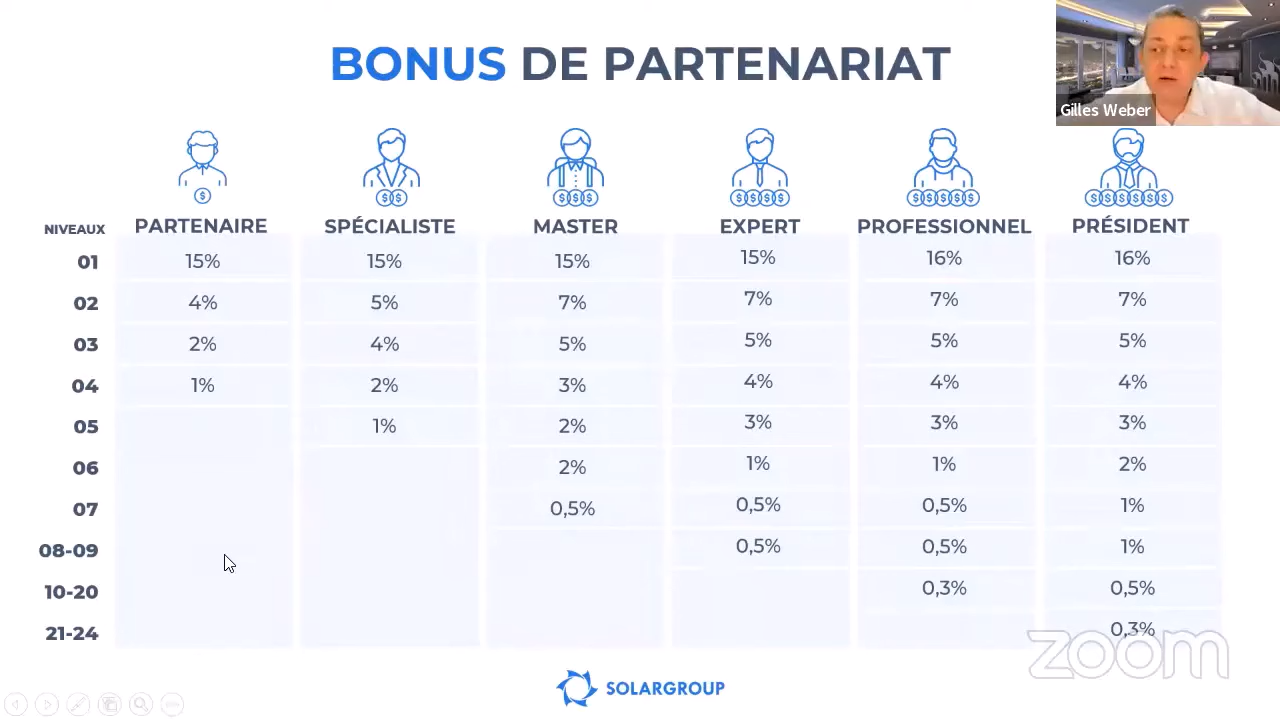 BONUS DE PARTENARIAT
Gilles Weber
NIVEAUX PARTENAIRE SPÉCIALISTE MASTER EXPERT PROFESSIONNEL PRÉSIDENT
01 15% 15% 15% 15% 16% 16%
02 4% 5% 7% 7% 7% 7%
03 2% 4% 5% 5% 5% 5%
04 1% 2% 3% 4% 4% 4%
05 1% 2% 3% 3% 3%
06 2% 1% 1% 2%
07 0,5% 0,5% 0,5% 1%
08-09 0,5% 0,5% 1%
10-20 0,3% 0,5%
21-24 0,3%
zoom
SOLARGROUP